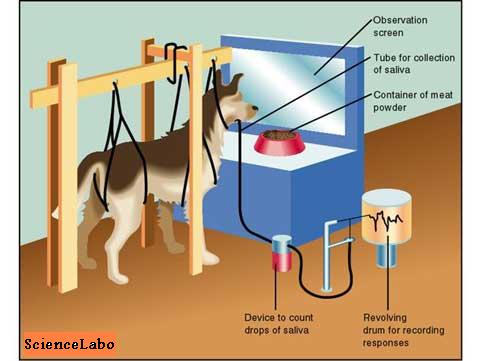 Observation
screen
Tube for collection
of saliva
Container of meat
powder
Device to count
drops of saliva
Revolving
drum for recording
responses
ScienceLabo